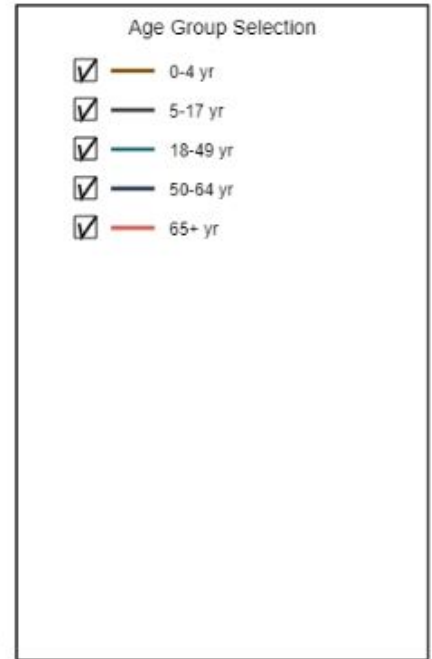 Age Group Selection
0-4 yr
5-17 yr
18-49 yr
50-64 yr
65+ yr